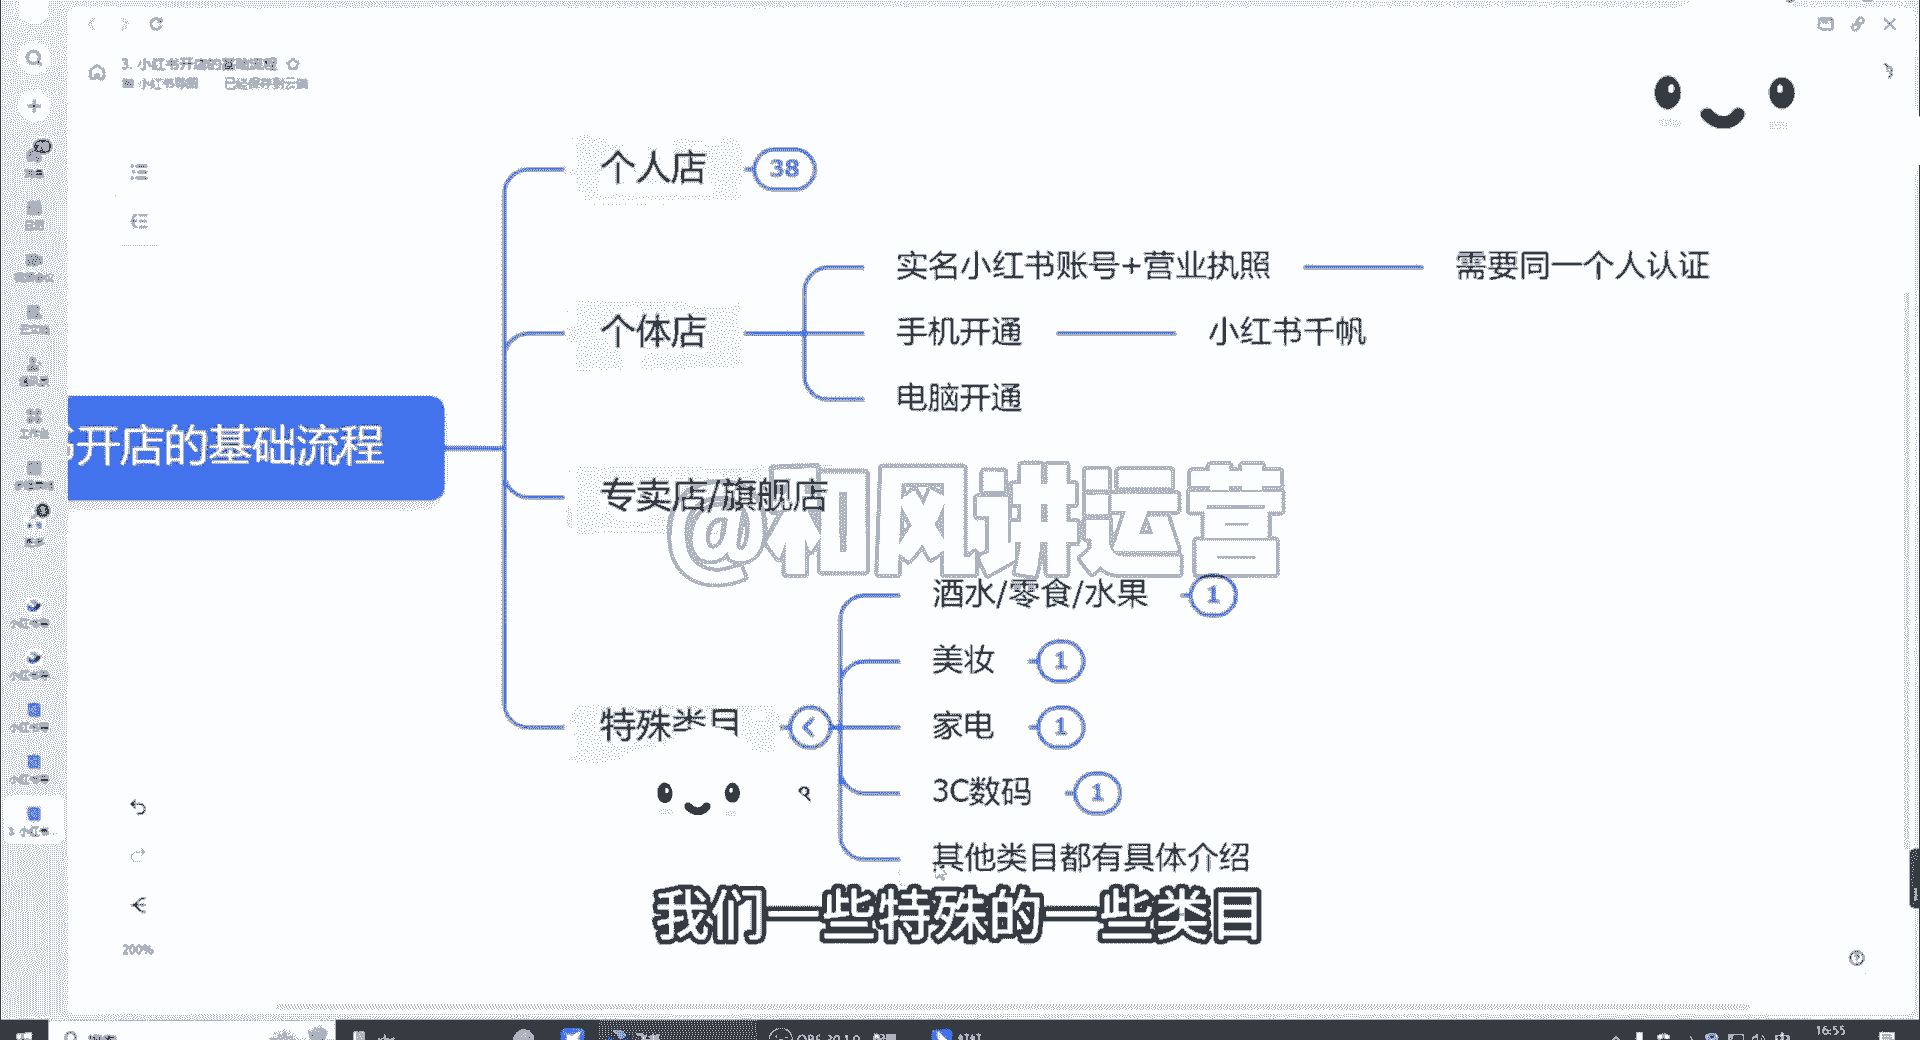 3. 小红书开店的基础流程
已经保存到云端
个人店 38
实名小红书账号+营业执照 需要同一个人认证
个体店
手机开通 小红书千帆
电脑开通
书开店的基础流程
专卖店/旗舰店
@和风讲运营
酒水/零食/水果 1
美妆 1
特殊类目
家电 1
3C数码 1
其他类目都有具体介绍
我们一些特殊的一些类目
200%
16:55